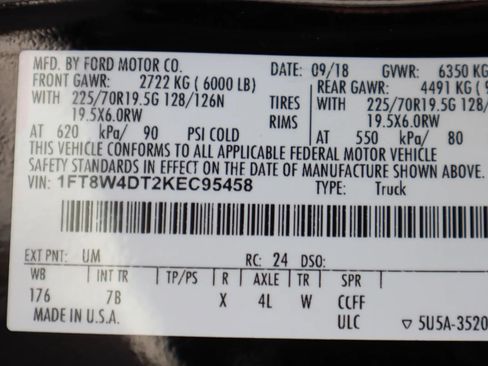 MFD. BY FORD MOTOR CO. DATE: 09/18 GVWR: 6350 KG
FRONT GAWR: 2722 KG ( 6000 LB) REAR GAWR: 4491 KG (
WITH 225/70R19.5G 128/126N TIRES WITH 225/70R19.5G 128/
19.5X6.0RW RIMS 19.5X6.0RW
AT 620 kPa/ 90 PSI COLD AT 550 kPa/ 80
THIS VEHICLE CONFORMS TO ALL APPLICABLE FEDERAL MOTOR VEHICLE
SAFETY STANDARDS IN EFFECT ON THE DATE OF MANUFACTURE SHOWN ABOVE.
VIN: 1FT8W4DT2KEC95458 TYPE: Truck
EXT PNT: UM RC: 24 DSO:
WB INT TR TP/PS R AXLE TR SPR
176 7B X 4L W CLFF
MADE IN U.S.A. ULC ▽ 5U5A-3520